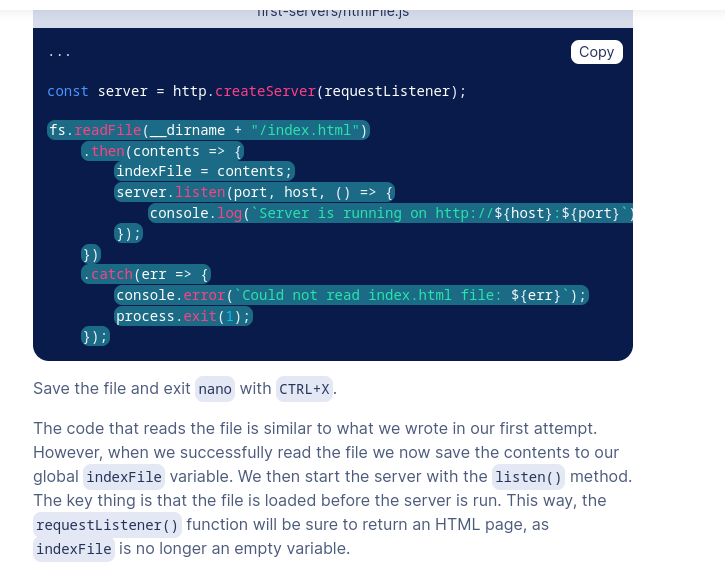 first-servers/htmlFile.js
...
Copy
const server = http.createServer(requestListener);
fs.readFile(__dirname + "/index.html")
.then(contents => {
indexFile = contents;
server.listen(port, host, () => {
console.log(`Server is running on http://${host}:${port}`)
});
})
.catch(err => {
console.error(`Could not read index.html file: ${err}`);
process.exit(1);
});
Save the file and exit nano with CTRL+X.
The code that reads the file is similar to what we wrote in our first attempt.
However, when we successfully read the file we now save the contents to our
global indexFile variable. We then start the server with the listen() method.
The key thing is that the file is loaded before the server is run. This way, the
requestListener() function will be sure to return an HTML page, as
indexFile is no longer an empty variable.